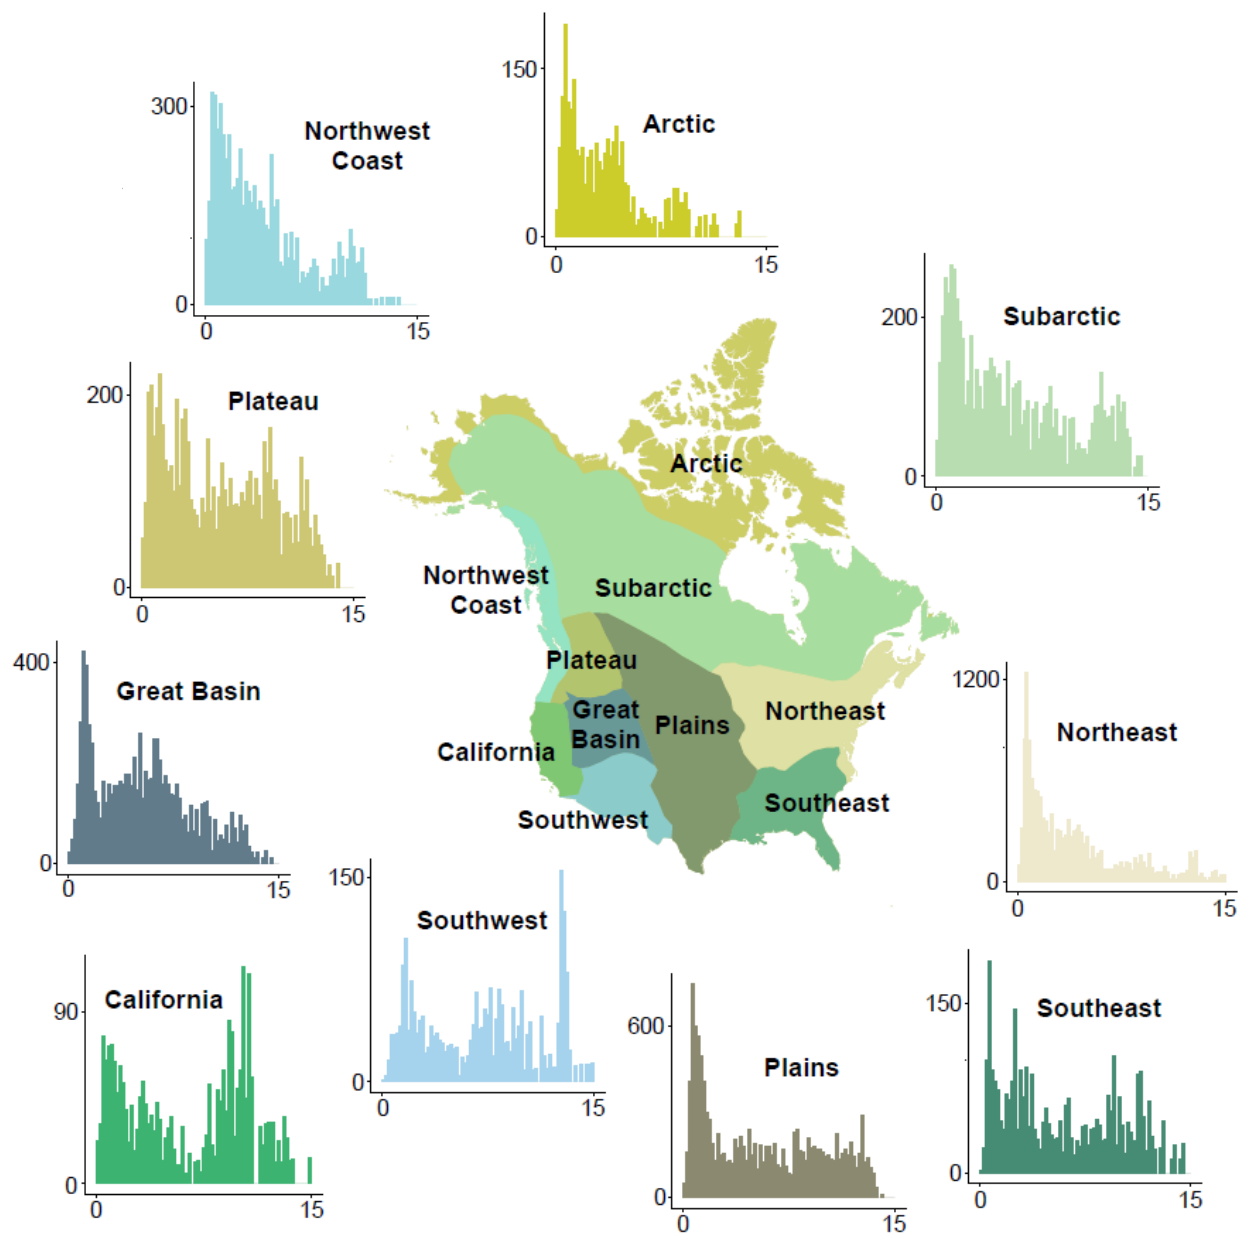 150
Arctic
0
0
15
300
Northwest
Coast
0
0
15
200
Subarctic
0
0
15
200
Plateau
0
0
15
Arctic
Northwest
Coast
Subarctic
Plateau
Great
Basin
Plains
Northeast
California
Southwest
Southeast
400
Great Basin
0
0
15
1200
Northeast
0
0
15
150
Southwest
0
0
15
90
California
0
0
15
600
Plains
0
0
15
150
Southeast
0
0
15